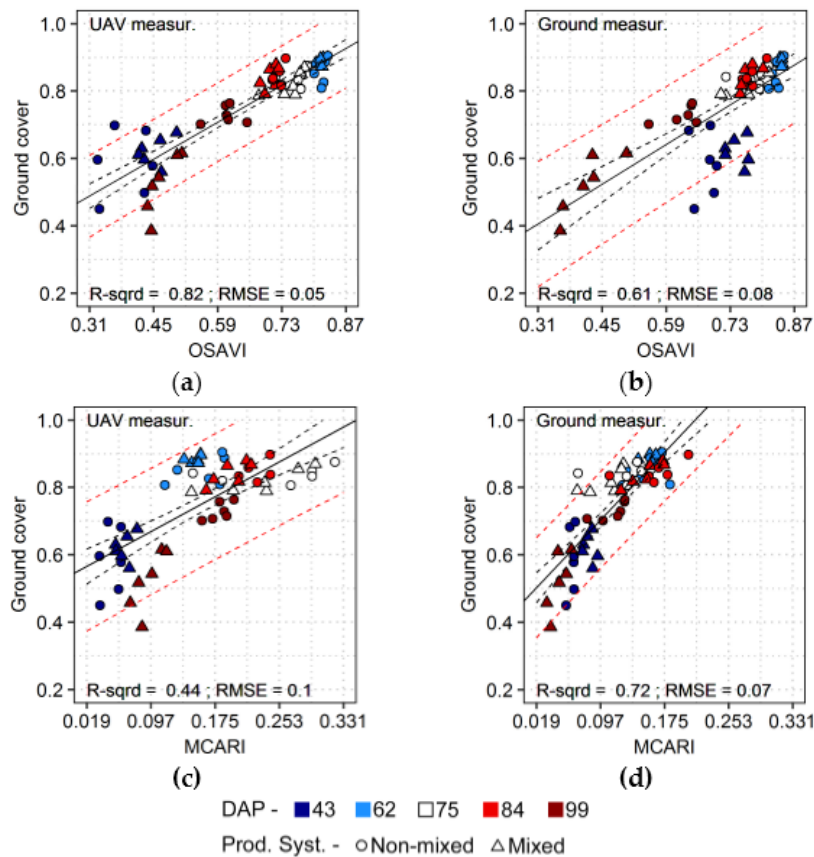 UAV measur.
1.0
0.8
0.6
0.4
0.2
Ground cover
R-sqrd = 0.82 ; RMSE = 0.05
0.31 0.45 0.59 0.73 0.87
OSAVI
(a)
Ground measur.
1.0
0.8
0.6
0.4
0.2
Ground cover
R-sqrd = 0.61 ; RMSE = 0.08
0.31 0.45 0.59 0.73 0.87
OSAVI
(b)
UAV measur.
1.0
0.8
0.6
0.4
0.2
Ground cover
R-sqrd = 0.44 ; RMSE = 0.1
0.019 0.097 0.175 0.253 0.331
MCARI
(c)
Ground measur.
1.0
0.8
0.6
0.4
0.2
Ground cover
R-sqrd = 0.72 ; RMSE = 0.07
0.019 0.097 0.175 0.253 0.331
MCARI
(d)
DAP - 43 62 75 84 99
Prod. Syst. - Non-mixed Mixed